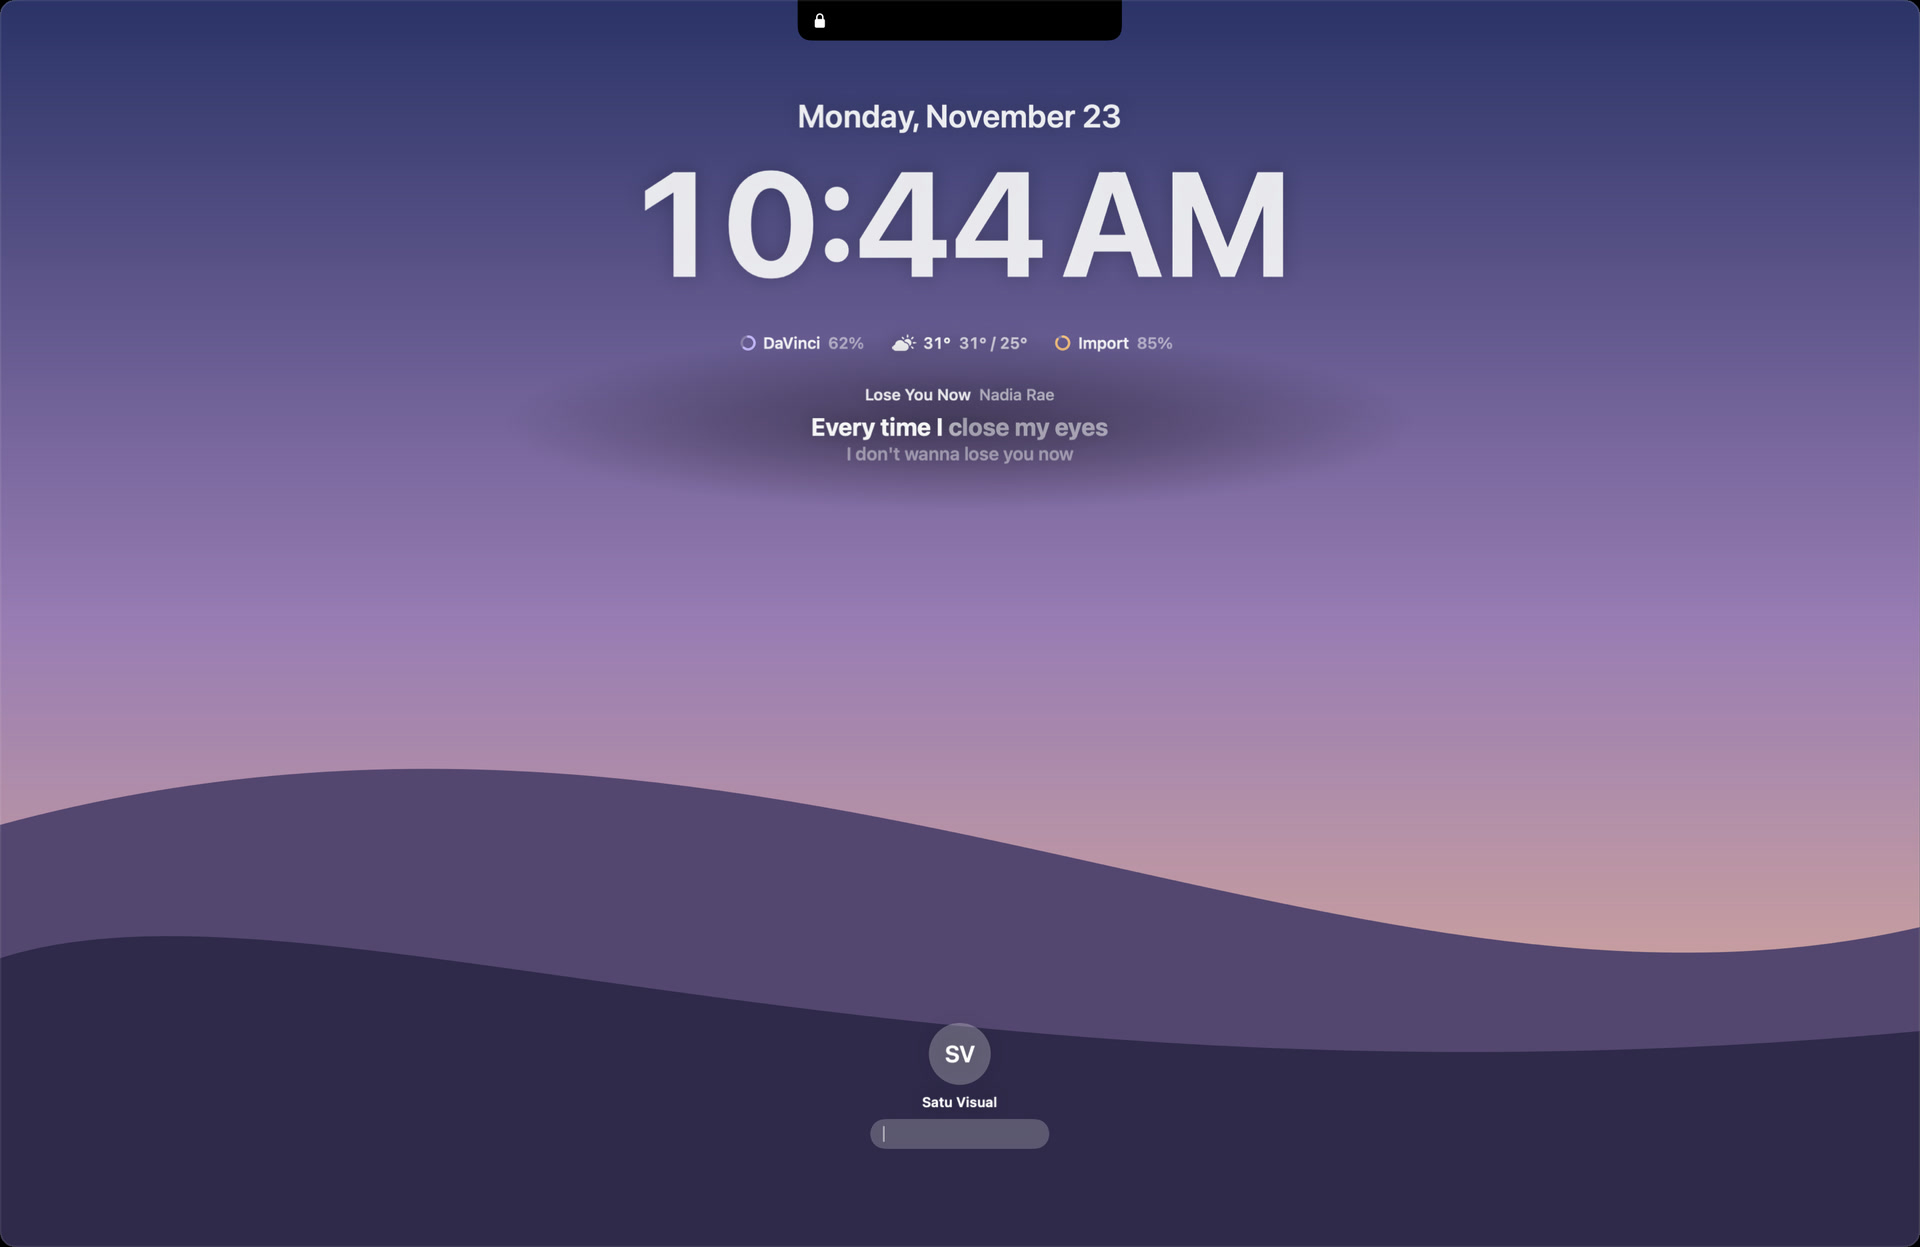 Monday, November 23
10:44 AM
DaVinci 62% 31° 31° / 25° Import 85%
Lose You Now Nadia Rae
Every time I close my eyes
I don't wanna lose you now
SV
Satu Visual